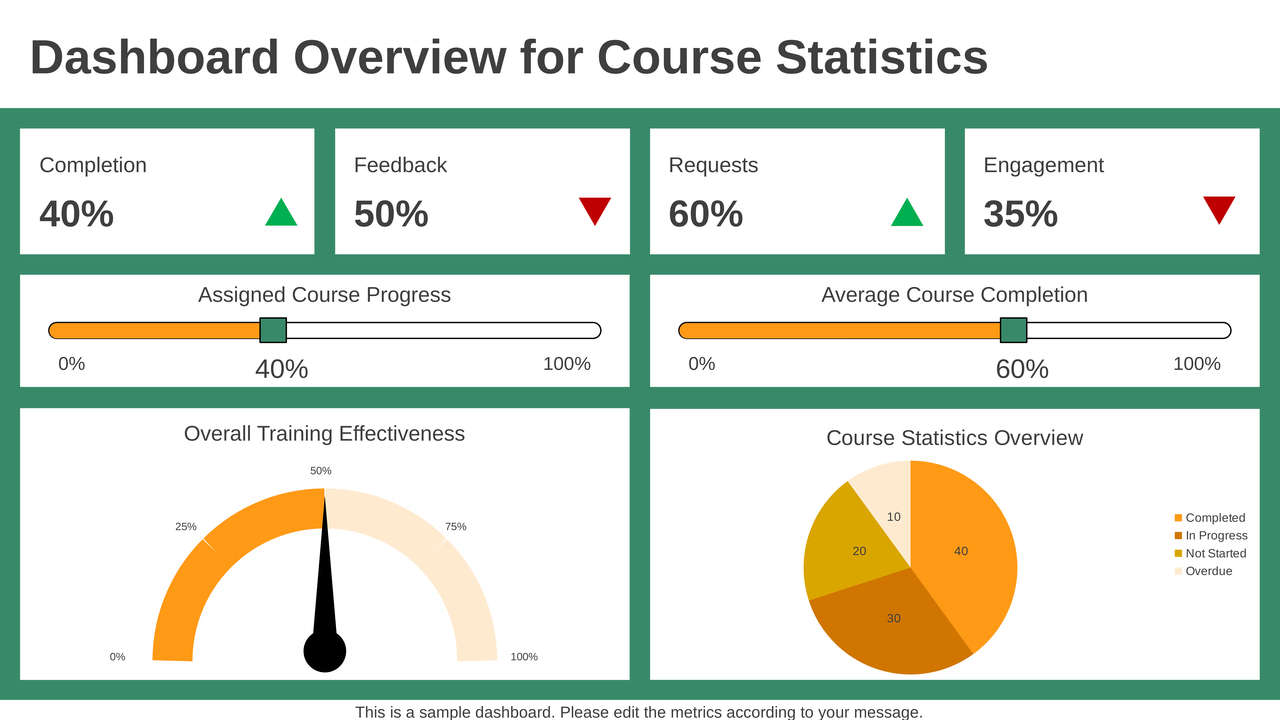 Dashboard Overview for Course Statistics
Completion
40%
Feedback
50%
Requests
60%
Engagement
35%
Assigned Course Progress
0%
40%
100%
Average Course Completion
0%
60%
100%
Overall Training Effectiveness
0%
25%
50%
75%
100%
Course Statistics Overview
10
20
40
30
Completed
In Progress
Not Started
Overdue
This is a sample dashboard. Please edit the metrics according to your message.